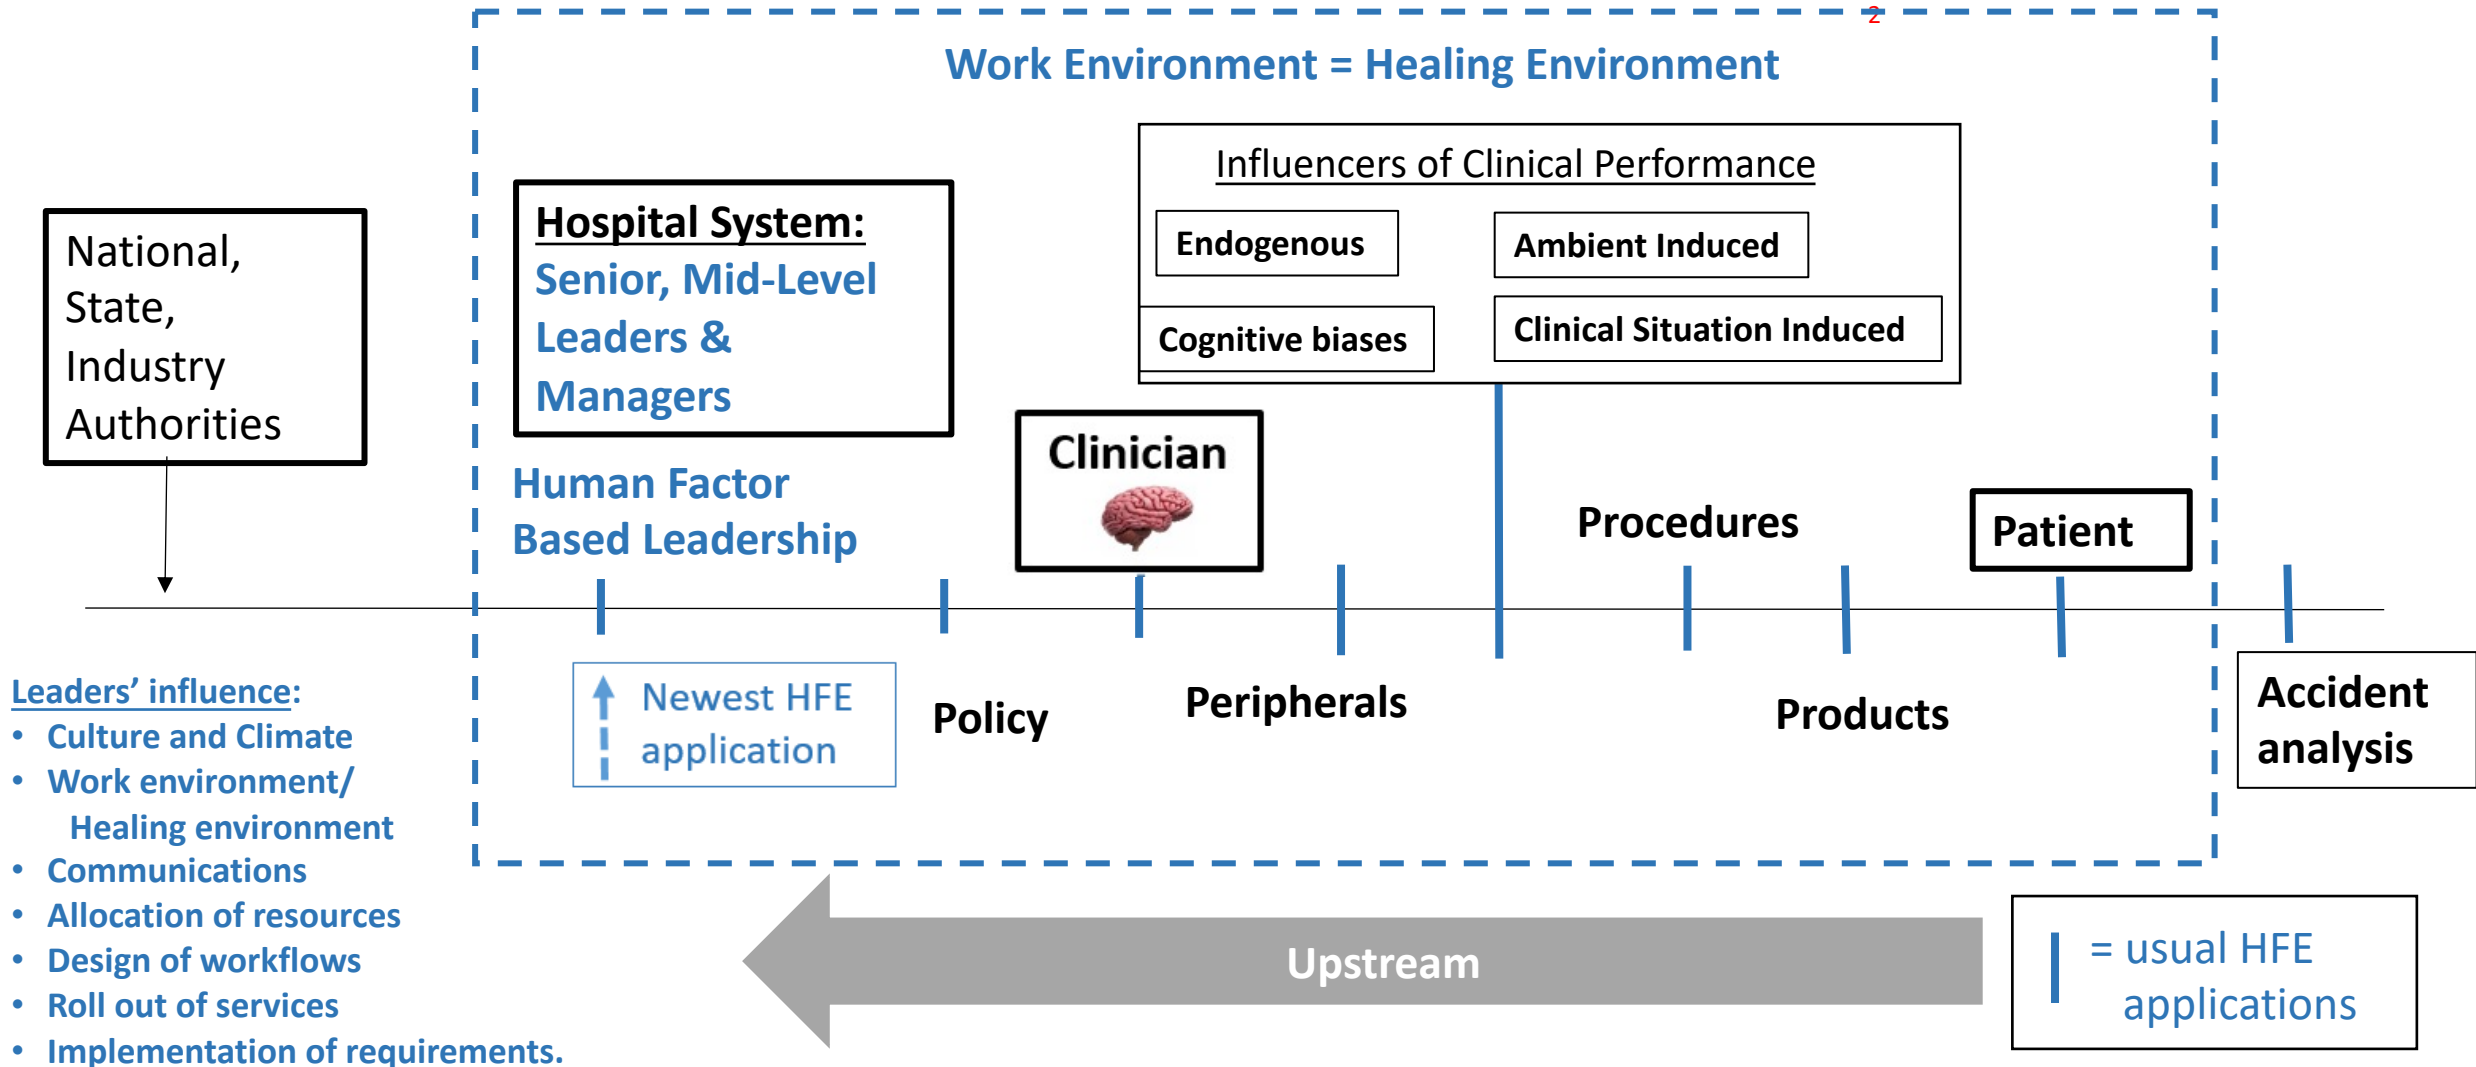 2
Work Environment = Healing Environment
Influencers of Clinical Performance
Endogenous
Ambient Induced
Cognitive biases
Clinical Situation Induced
National,
State,
Industry
Authorities
Hospital System:
Senior, Mid-Level
Leaders &
Managers
Human Factor
Based Leadership
Clinician
Procedures
Patient
Newest HFE
application
Policy
Peripherals
Products
Accident
analysis
Leaders’ influence:
• Culture and Climate
• Work environment/
Healing environment
• Communications
• Allocation of resources
• Design of workflows
• Roll out of services
• Implementation of requirements.
Upstream
= usual HFE
applications